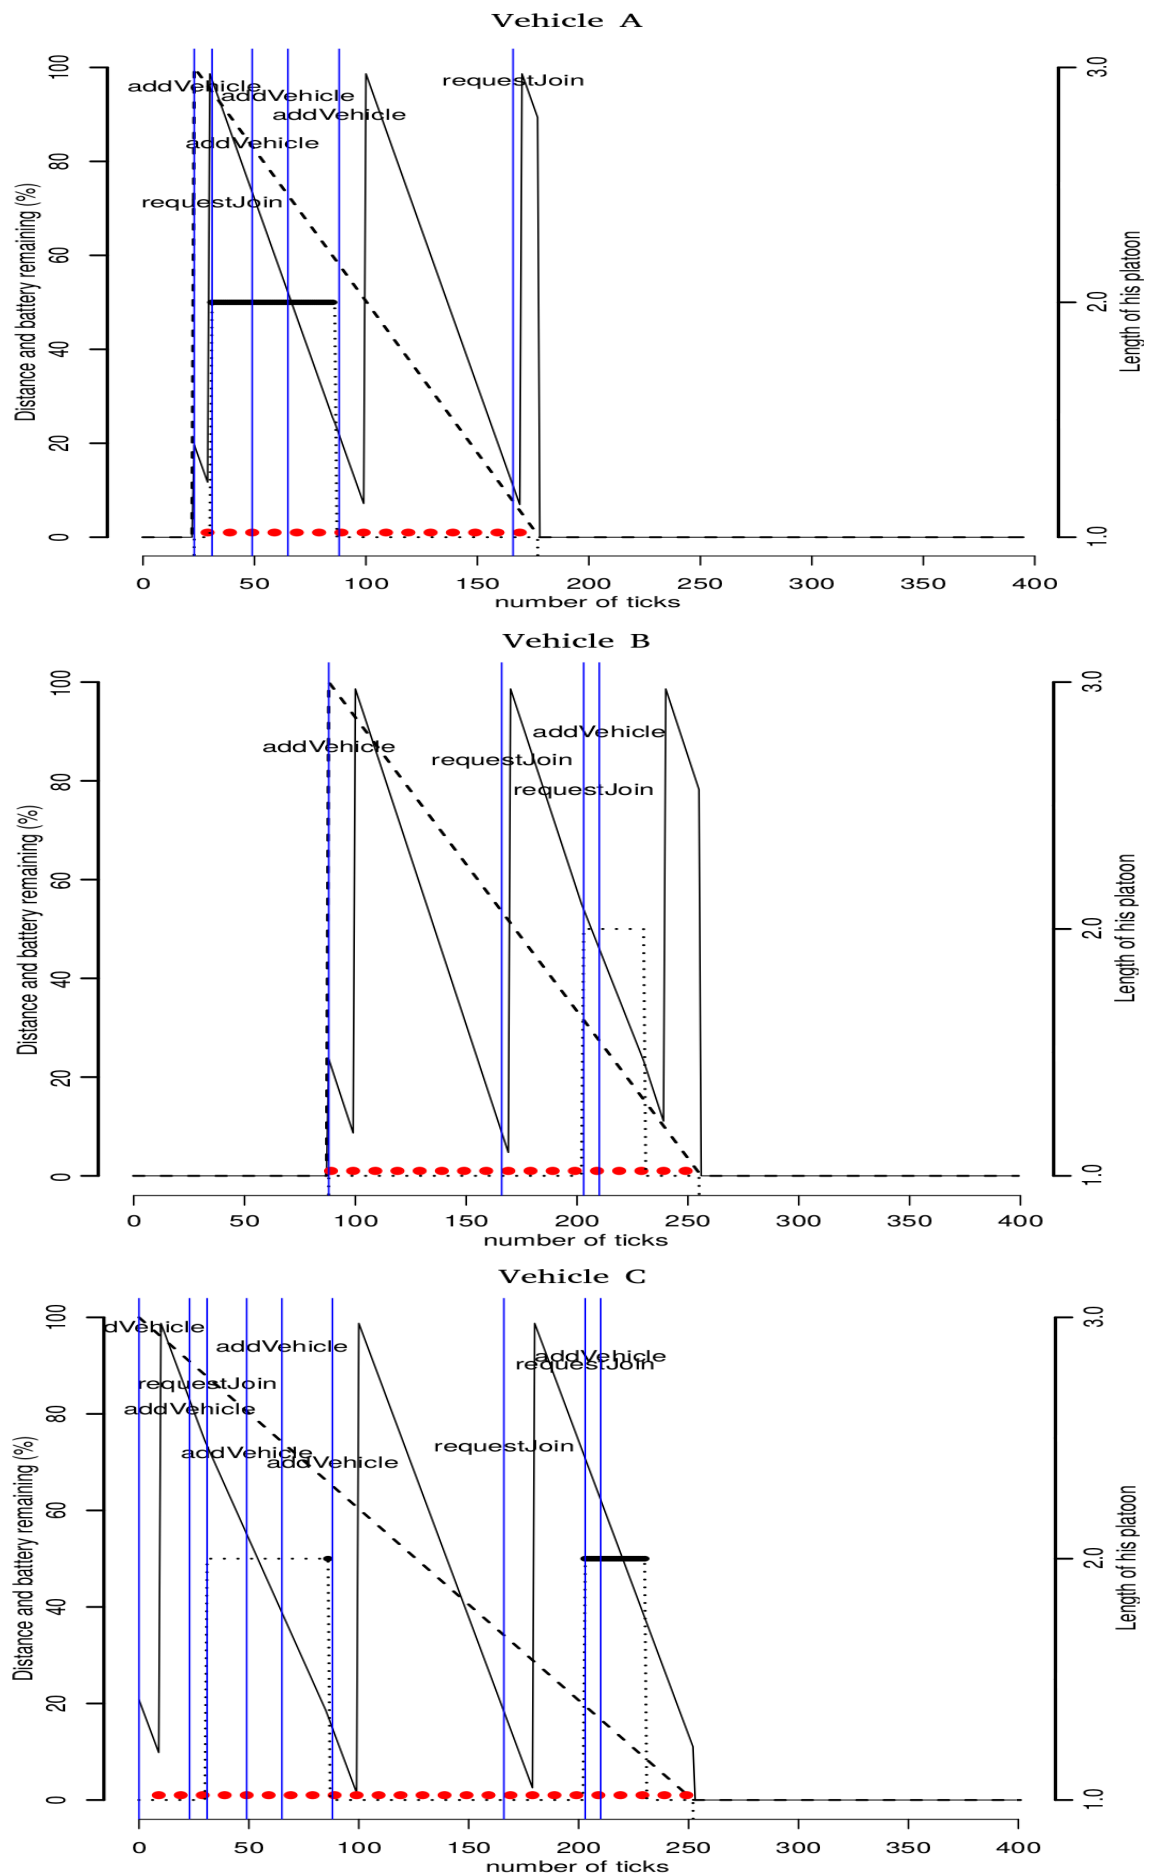 Vehicle A
addVehicle
addVehicle
addVehicle
addVehicle
requestJoin
requestJoin
Distance and battery remaining (%)
0 20 40 60 80 100
Length of his platoon
1.0 2.0 3.0
0 50 100 150 200 250 300 350 400
number of ticks
Vehicle B
addVehicle
requestJoin
addVehicle
requestJoin
Distance and battery remaining (%)
0 20 40 60 80 100
Length of his platoon
1.0 2.0 3.0
0 50 100 150 200 250 300 350 400
number of ticks
Vehicle C
dVehicle
addVehicle
requestJoin
addVehicle
addVehicle
addVehicle
requestJoin
addVehicle
requestJoin
Distance and battery remaining (%)
0 20 40 60 80 100
Length of his platoon
1.0 2.0 3.0
0 50 100 150 200 250 300 350 400
number of ticks